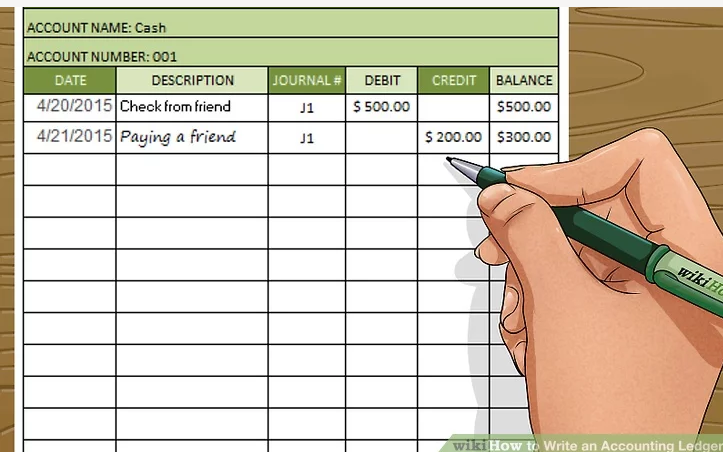 ACCOUNT NAME: Cash
ACCOUNT NUMBER: 001
DATE DESCRIPTION JOURNAL# DEBIT CREDIT BALANCE
4/20/2015 Check from friend J1 $ 500.00 $500.00
4/21/2015 Paying a friend J1 $ 200.00 $300.00
wikiHo
wikiHow to Write an Accounting Ledger